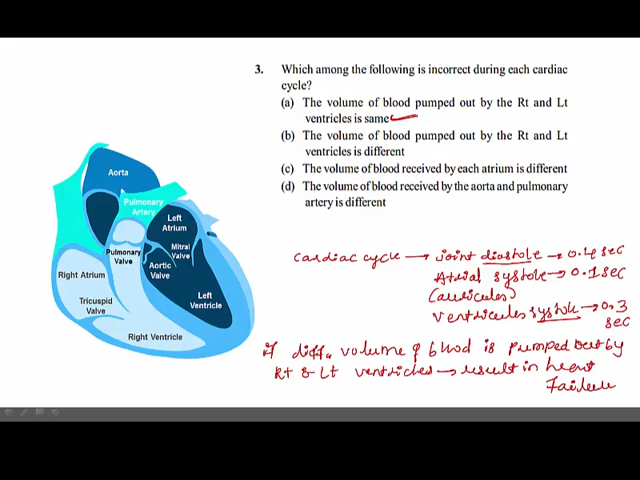 3. Which among the following is incorrect during each cardiac
cycle?
(a) The volume of blood pumped out by the Rt and Lt
ventricles is same
(b) The volume of blood pumped out by the Rt and Lt
ventricles is different
(c) The volume of blood received by each atrium is different
(d) The volume of blood received by the aorta and pulmonary
artery is different
Aorta
Pulmonary
Artery
Left
Atrium
Mitral
Valve
Pulmonary
Valve
Aortic
Valve
Right Atrium
Left
Ventricle
Tricuspid
Valve
Right Ventricle
cardiac cycle → joint diastole → 0.4 sec
Atrial systole → 0.1 sec
(auricules)
ventricules systole → 0.3
sec
if diff. volume of blood is pumped out by
Rt & Lt ventricles → result in heart
Failure